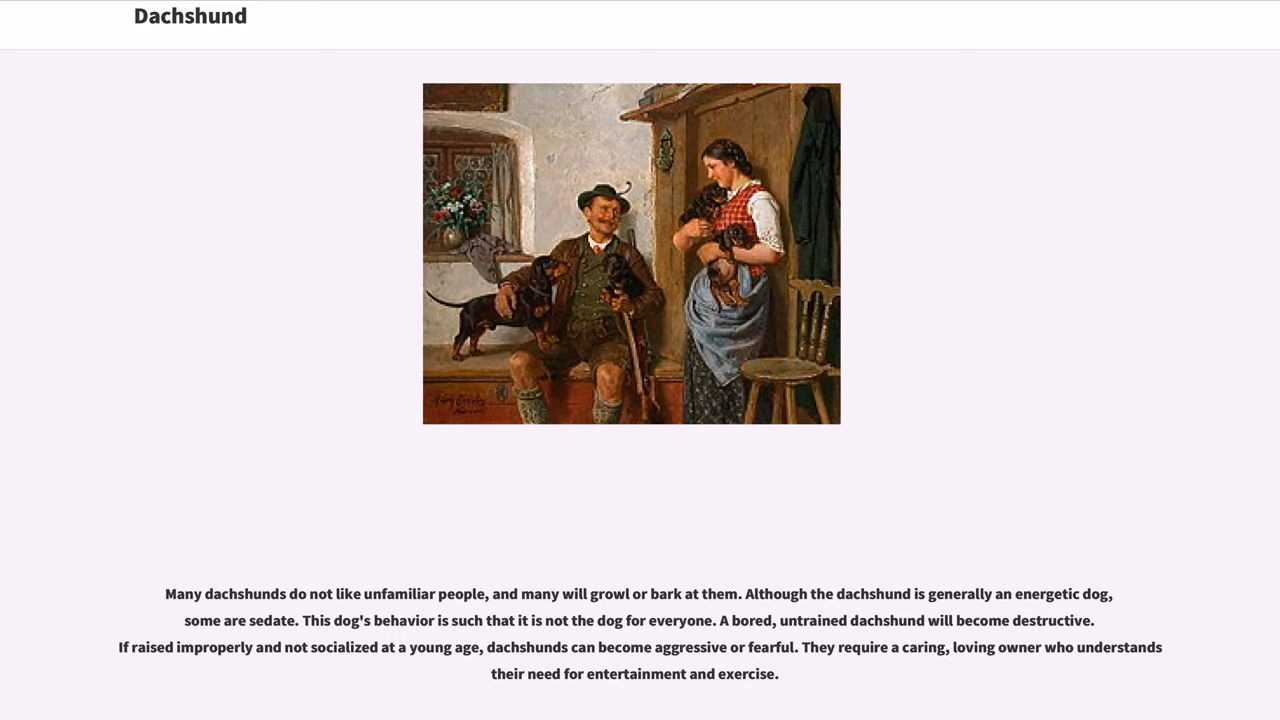 Dachshund
Many dachshunds do not like unfamiliar people, and many will growl or bark at them. Although the dachshund is generally an energetic dog,
some are sedate. This dog's behavior is such that it is not the dog for everyone. A bored, untrained dachshund will become destructive.
If raised improperly and not socialized at a young age, dachshunds can become aggressive or fearful. They require a caring, loving owner who understands
their need for entertainment and exercise.